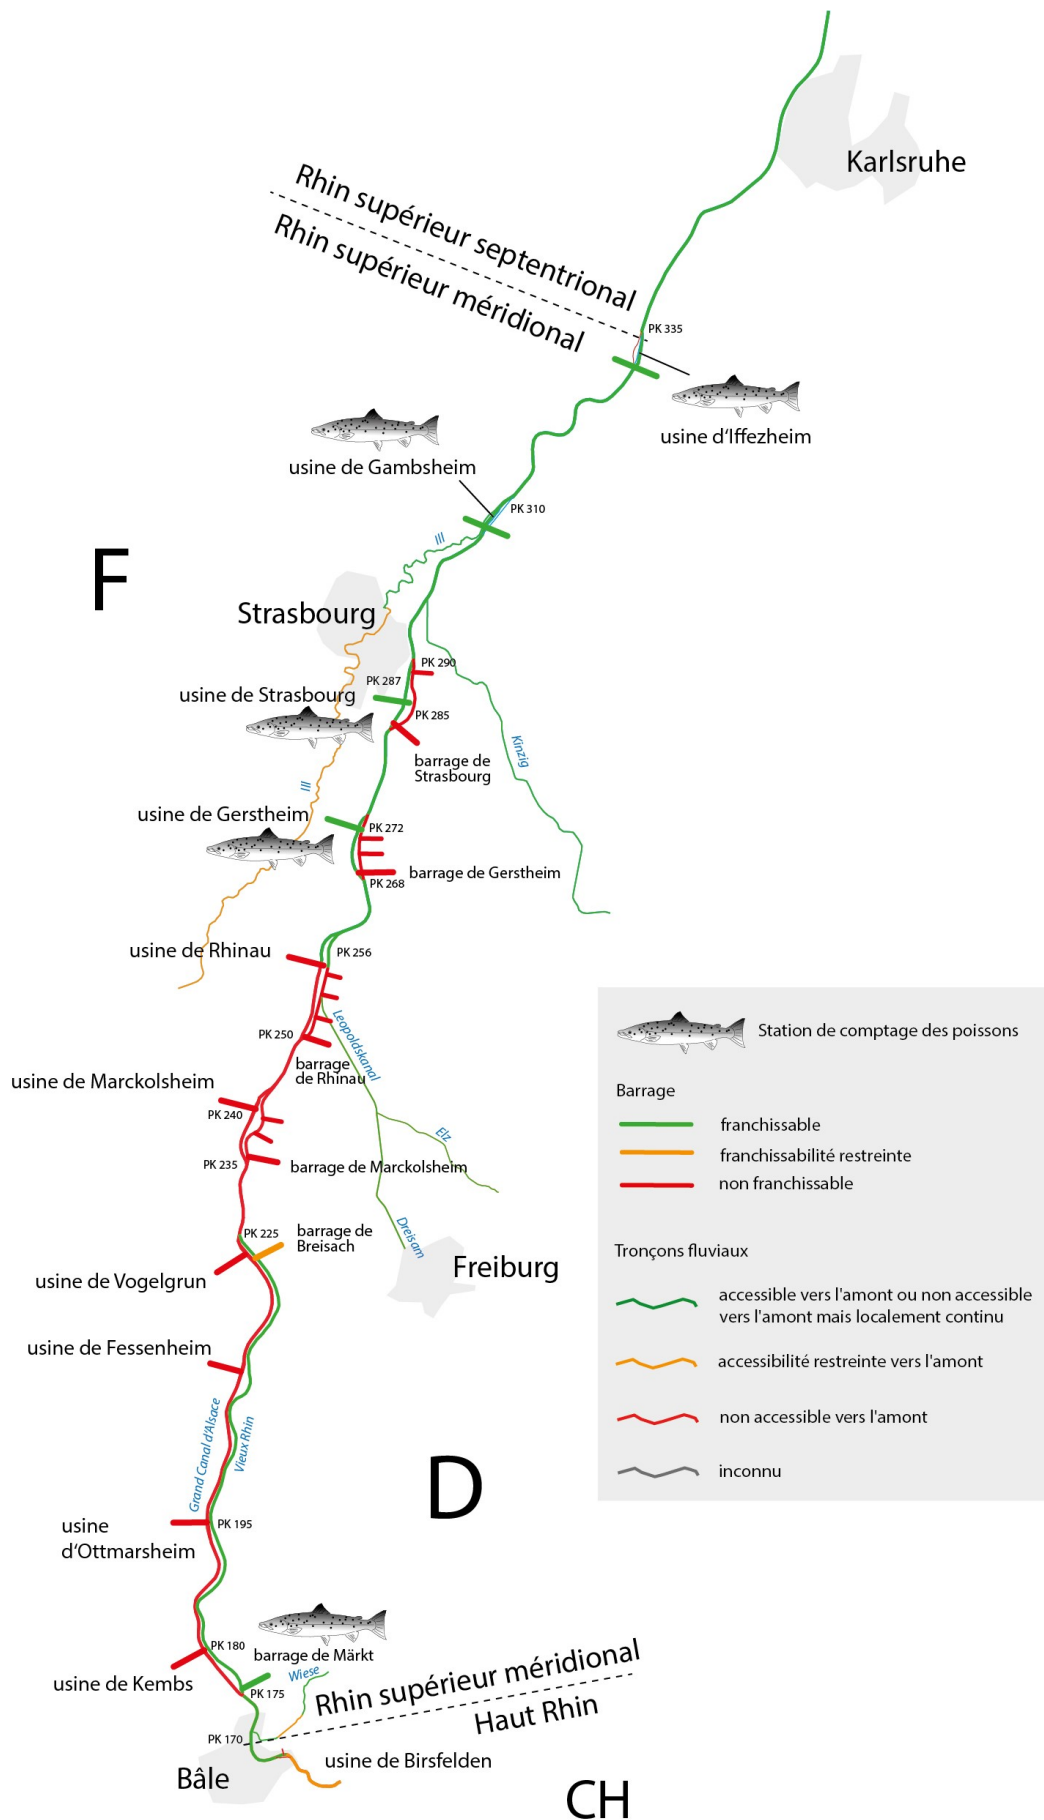 Karlsruhe
Rhin supérieur septentrional
Rhin supérieur méridional
PK 335
usine d'Iffezheim
usine de Gambsheim
PK 310
Ill
F
Strasbourg
PK 290
PK 287
usine de Strasbourg
PK 285
barrage de
Strasbourg
Kinzig
Ill
usine de Gerstheim
PK 272
barrage de Gerstheim
PK 268
usine de Rhinau
PK 256
Leopoldskanal
PK 250
barrage
de Rhinau
usine de Marckolsheim
PK 240
Elz
PK 235
barrage de Marckolsheim
Dreisam
PK 225
barrage de
Breisach
Freiburg
usine de Vogelgrun
usine de Fessenheim
Grand Canal d'Alsace
Vieux Rhin
D
usine
d'Ottmarsheim
PK 195
PK 180
barrage de Märkt
usine de Kembs
Wiese
PK 175
Rhin supérieur méridional
Haut Rhin
PK 170
usine de Birsfelden
Bâle
CH
Station de comptage des poissons
Barrage
franchissable
franchissabilité restreinte
non franchissable
Tronçons fluviaux
accessible vers l'amont ou non accessible
vers l'amont mais localement continu
accessibilité restreinte vers l'amont
non accessible vers l'amont
inconnu